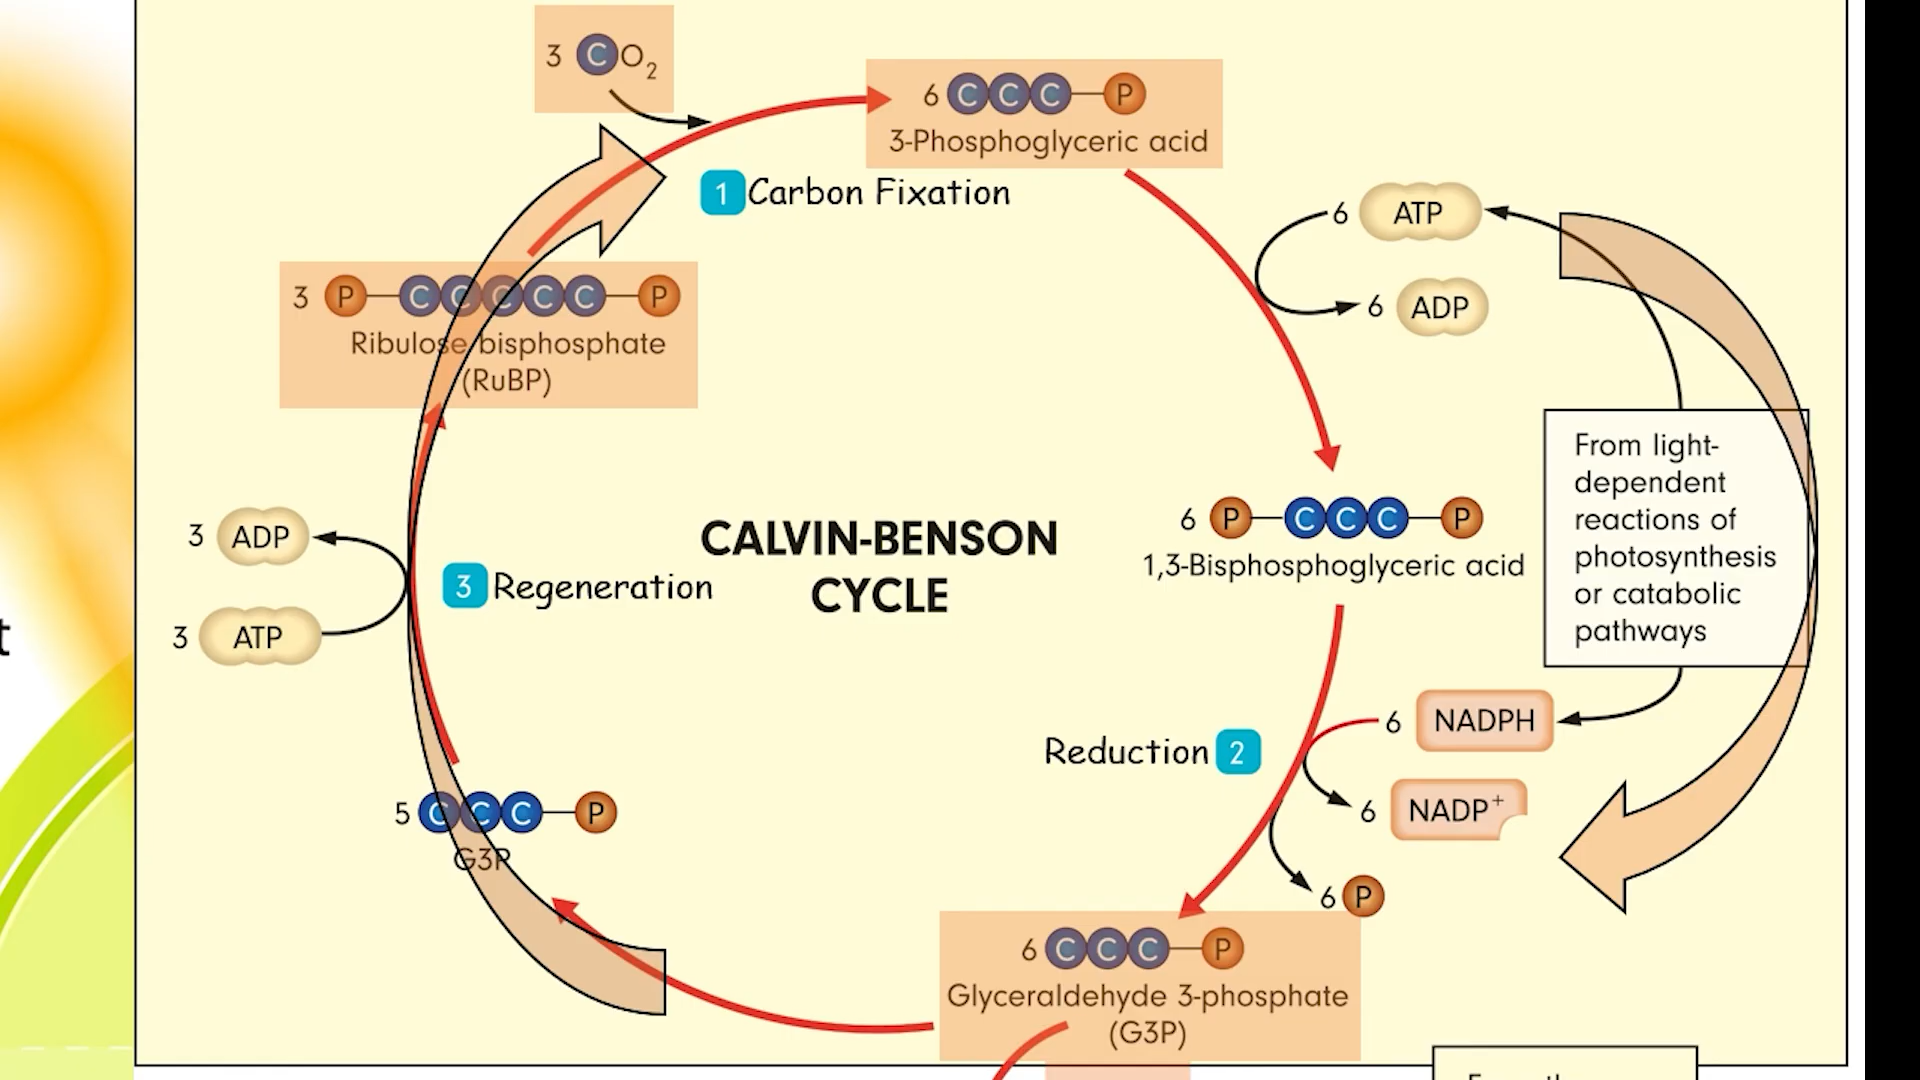 3 CO2
6 CCC P
3-Phosphoglyceric acid
1 Carbon Fixation
6 ATP
6 ADP
3 P CCCCC P
Ribulose bisphosphate
(RuBP)
From light-
dependent
reactions of
photosynthesis
or catabolic
pathways
6 P CCC P
1,3-Bisphosphoglyceric acid
CALVIN-BENSON
CYCLE
3 ADP
3 Regeneration
3 ATP
t
6 NADPH
Reduction 2
6 NADP+
5 CCC P
G3P
6 P
6 CCC P
Glyceraldehyde 3-phosphate
(G3P)